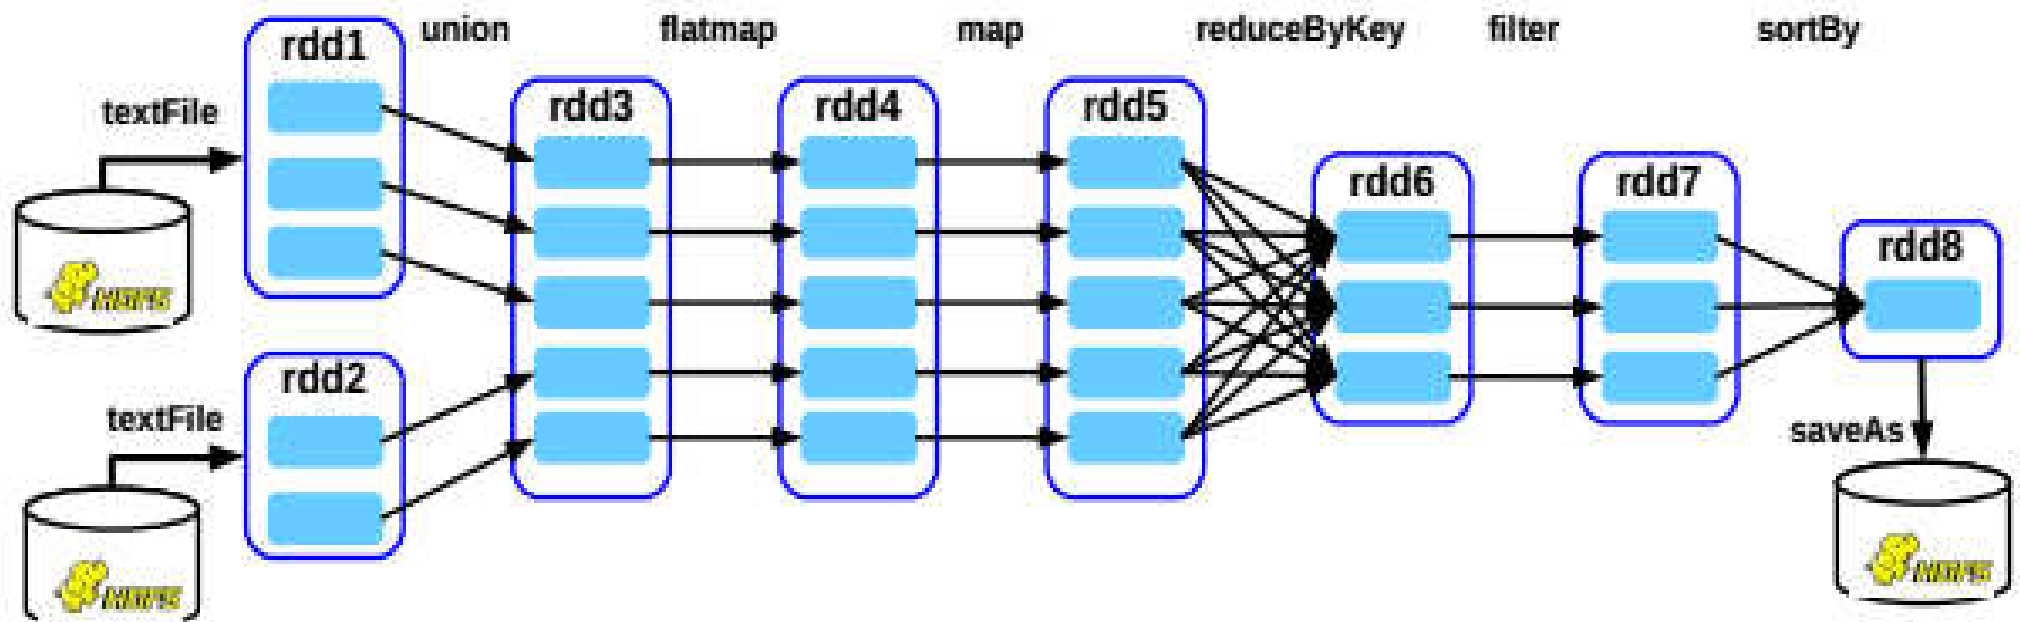 union flatmap map reduceByKey filter sortBy
rdd1
textFile
rdd3 rdd4 rdd5
rdd6 rdd7
rdd8
rdd2
textFile
saveAs